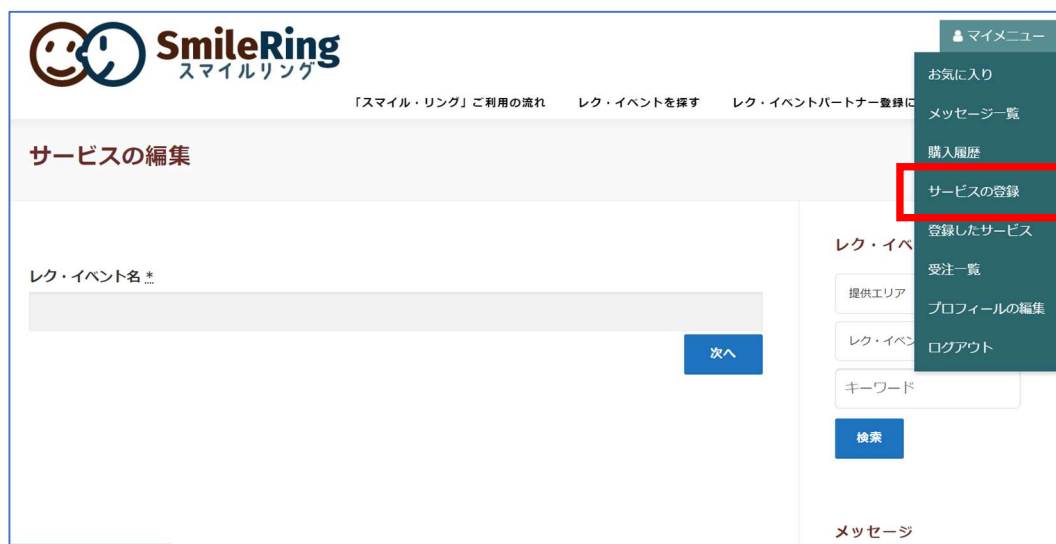 SmileRing
スマイルリング
マイメニュー
「スマイル・リング」ご利用の流れ レク・イベントを探す レク・イベントパートナー登録に
お気に入り
メッセージ一覧
購入履歴
サービスの登録
登録したサービス
受注一覧
プロフィールの編集
ログアウト
サービスの編集
レク・イベント名 *
次へ
レク・イベ
提供エリア
レク・イベン
キーワード
検索
メッセージ